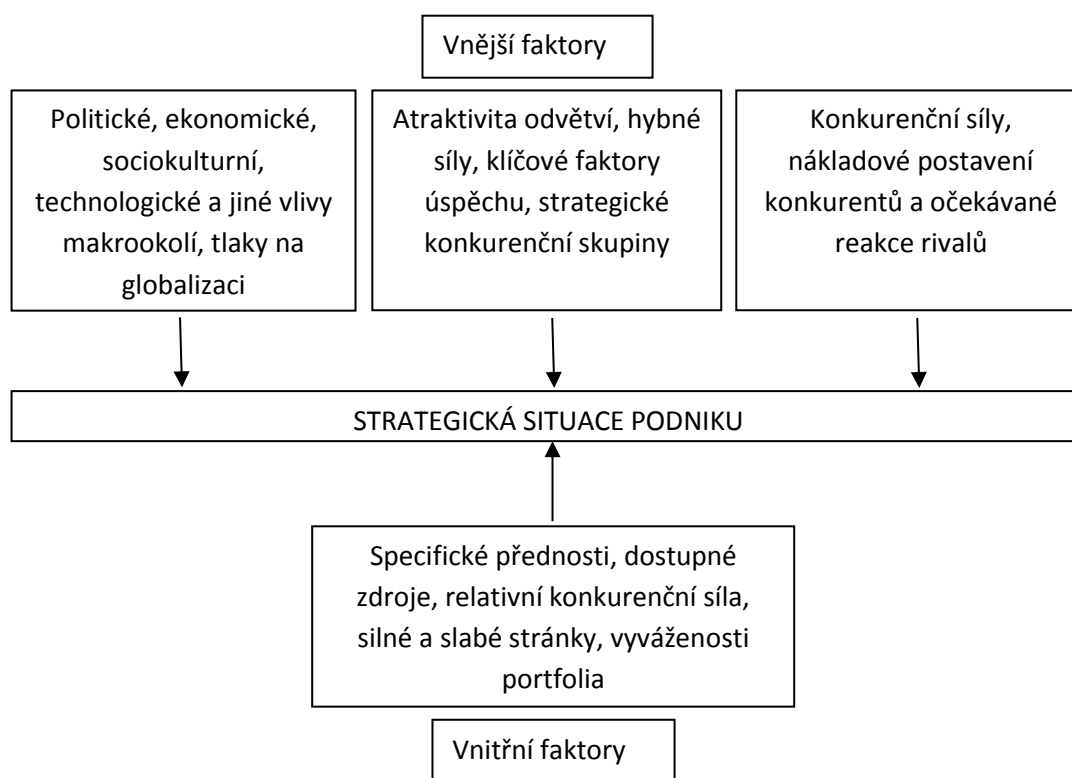 Vnější faktory
Politické, ekonomické,
sociokulturní,
technologické a jiné vlivy
makrookolí, tlaky na
globalizaci
Atraktivita odvětví, hybné
síly, klíčové faktory
úspěchu, strategické
konkurenční skupiny
Konkurenční síly,
nákladové postavení
konkurentů a očekávané
reakce rivalů
STRATEGICKÁ SITUACE PODNIKU
Specifické přednosti, dostupné
zdroje, relativní konkurenční síla,
silné a slabé stránky, vyváženosti
portfolia
Vnitřní faktory